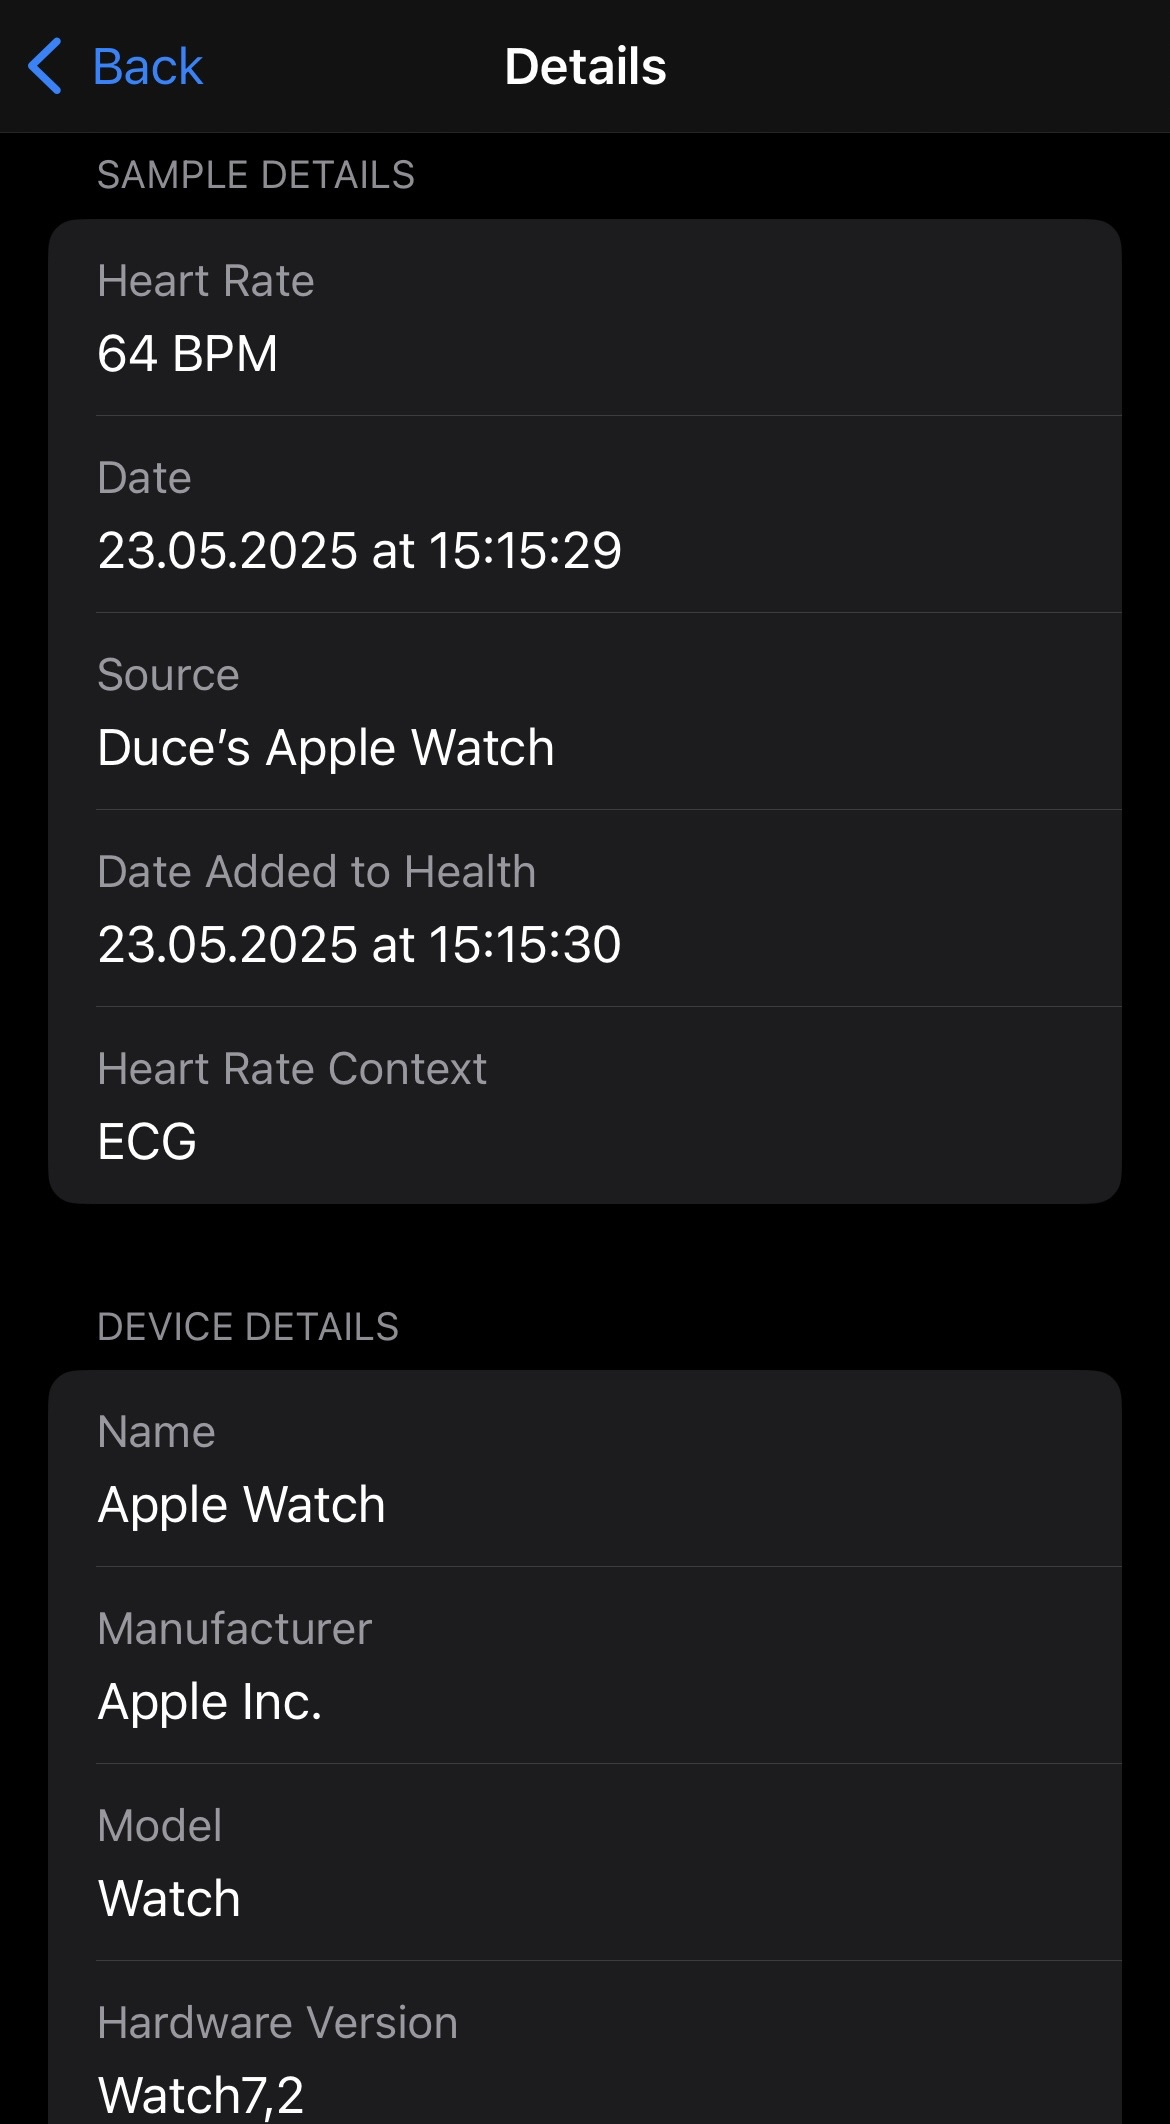 Back
Details
SAMPLE DETAILS
Heart Rate
64 BPM
Date
23.05.2025 at 15:15:29
Source
Duce’s Apple Watch
Date Added to Health
23.05.2025 at 15:15:30
Heart Rate Context
ECG
DEVICE DETAILS
Name
Apple Watch
Manufacturer
Apple Inc.
Model
Watch
Hardware Version
Watch7,2